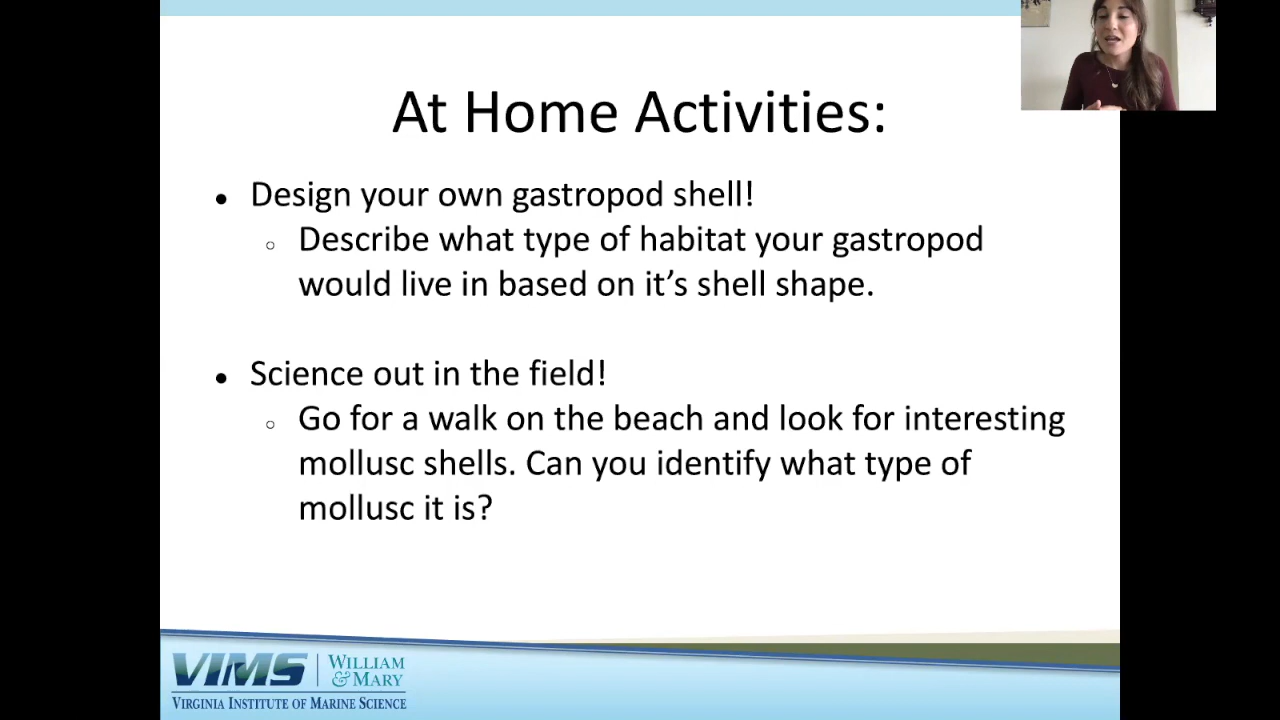 At Home Activities:
● Design your own gastropod shell!
○ Describe what type of habitat your gastropod
would live in based on it’s shell shape.
● Science out in the field!
○ Go for a walk on the beach and look for interesting
mollusc shells. Can you identify what type of
mollusc it is?
VIMS
WILLIAM
& MARY
VIRGINIA INSTITUTE OF MARINE SCIENCE